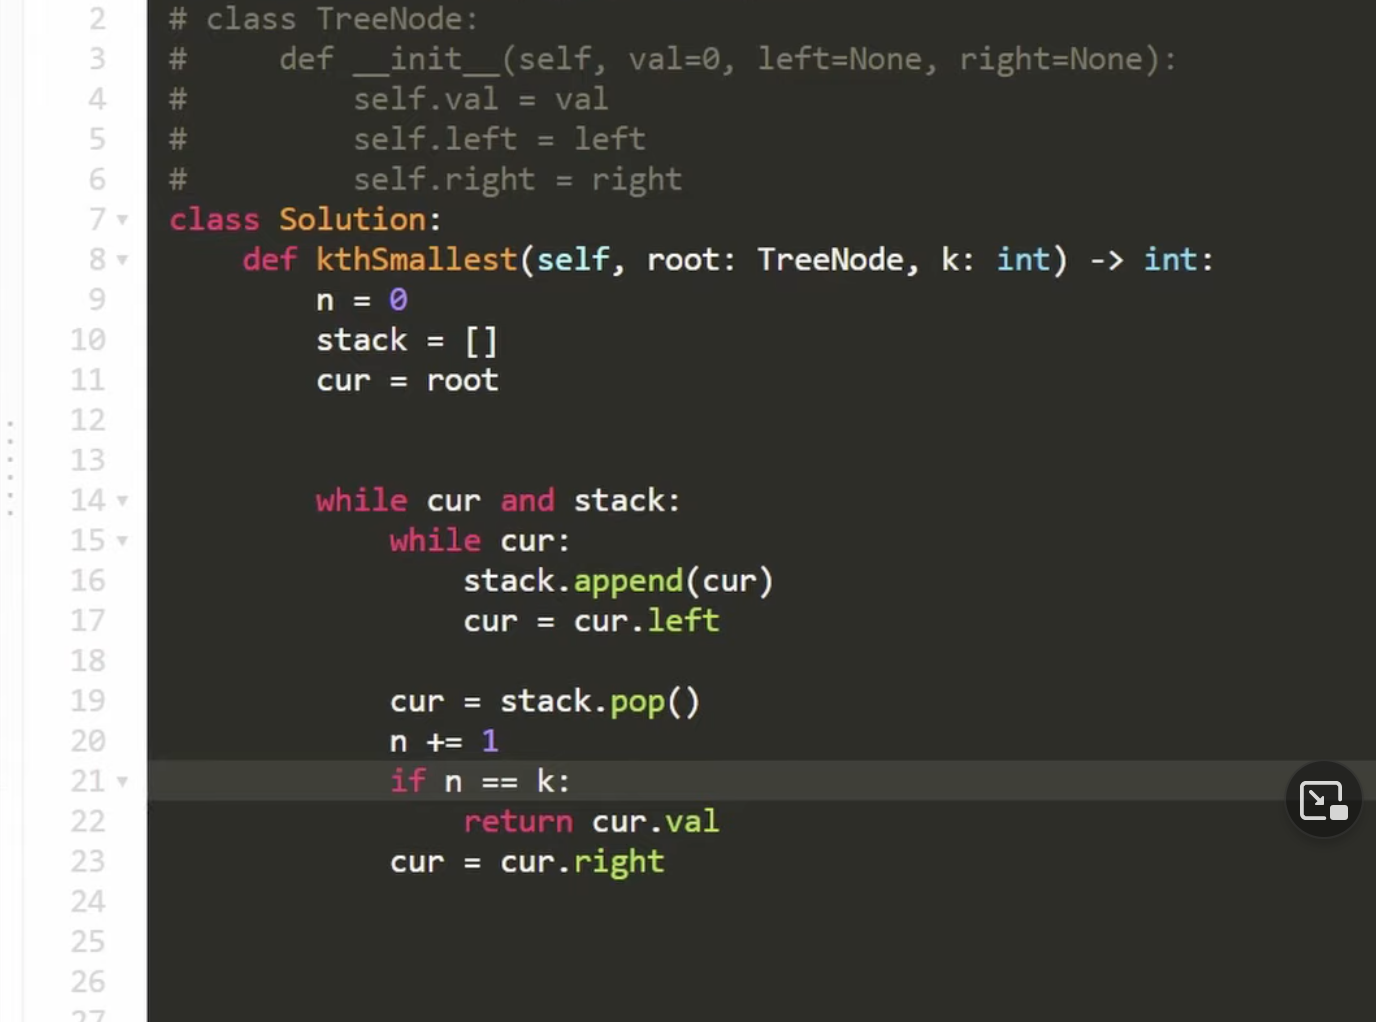 2 # class TreeNode:
3 #     def __init__(self, val=0, left=None, right=None):
4 #         self.val = val
5 #         self.left = left
6 #         self.right = right
7 class Solution:
8     def kthSmallest(self, root: TreeNode, k: int) -> int:
9         n = 0
10         stack = []
11         cur = root
12
13
14         while cur and stack:
15             while cur:
16                 stack.append(cur)
17                 cur = cur.left
18
19             cur = stack.pop()
20             n += 1
21             if n == k:
22                 return cur.val
23             cur = cur.right
24
25
26
27